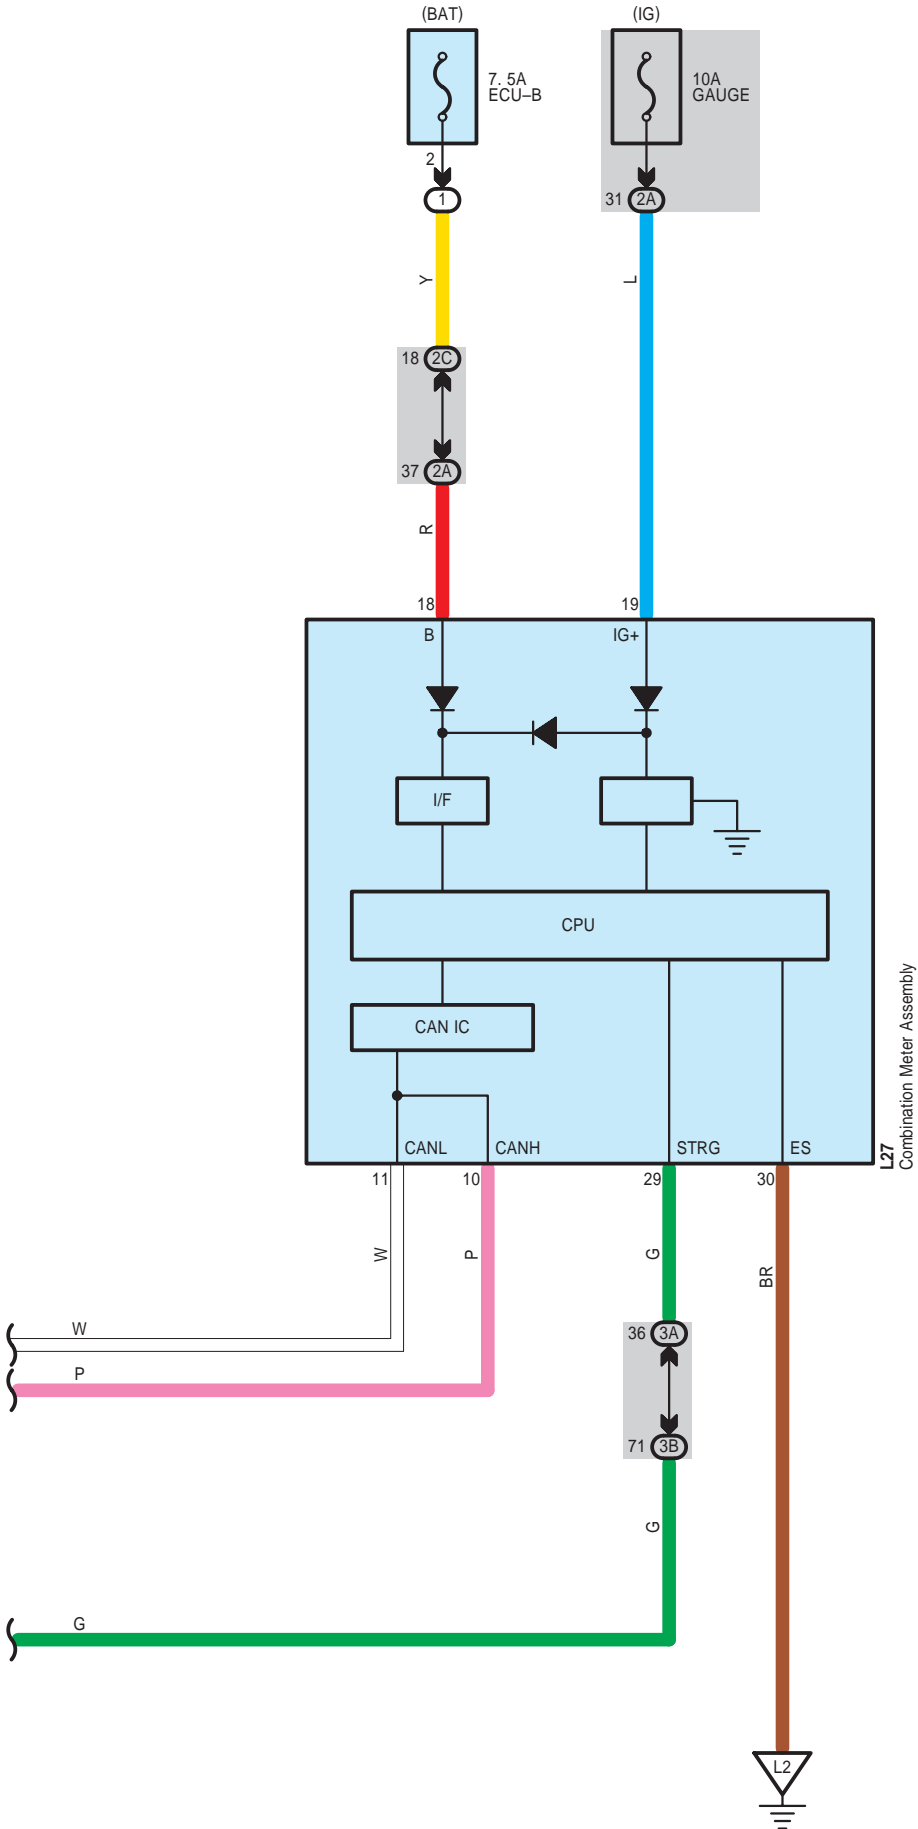 (BAT)
(IG)
7. 5A
ECU–B
10A
GAUGE
2
1
31
2A
Y
L
18
2C
37
2A
R
18
19
B
IG+
I/F
CPU
CAN IC
CANL
CANH
STRG
ES
L27
Combination Meter Assembly
11
10
29
30
W
P
G
BR
W
36
3A
P
71
3B
G
G
L2